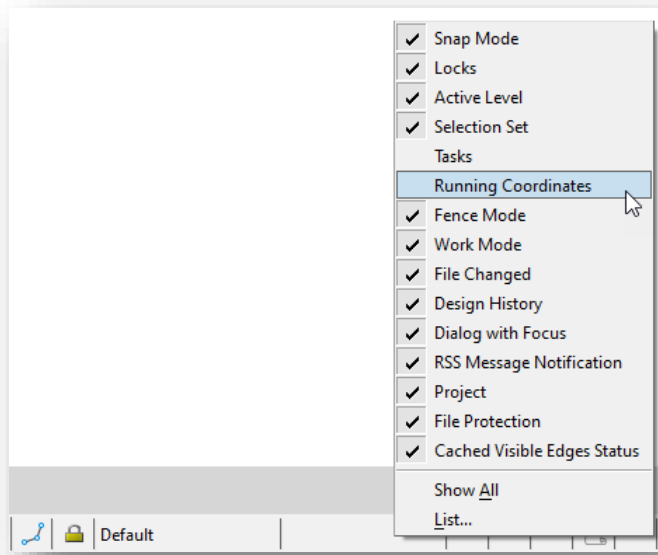 Snap Mode
Locks
Active Level
Selection Set
Tasks
Running Coordinates
Fence Mode
Work Mode
File Changed
Design History
Dialog with Focus
RSS Message Notification
Project
File Protection
Cached Visible Edges Status
Show All
List...
Default